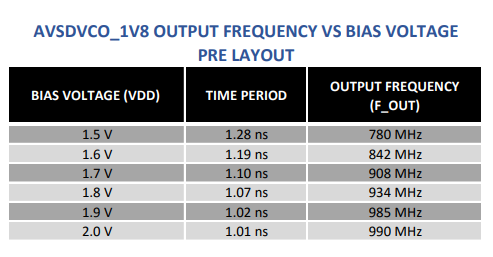 AVSDVCO_1V8 OUTPUT FREQUENCY VS BIAS VOLTAGE
PRE LAYOUT
BIAS VOLTAGE (VDD) TIME PERIOD OUTPUT FREQUENCY (F_OUT)
1.5 V 1.28 ns 780 MHz
1.6 V 1.19 ns 842 MHz
1.7 V 1.10 ns 908 MHz
1.8 V 1.07 ns 934 MHz
1.9 V 1.02 ns 985 MHz
2.0 V 1.01 ns 990 MHz